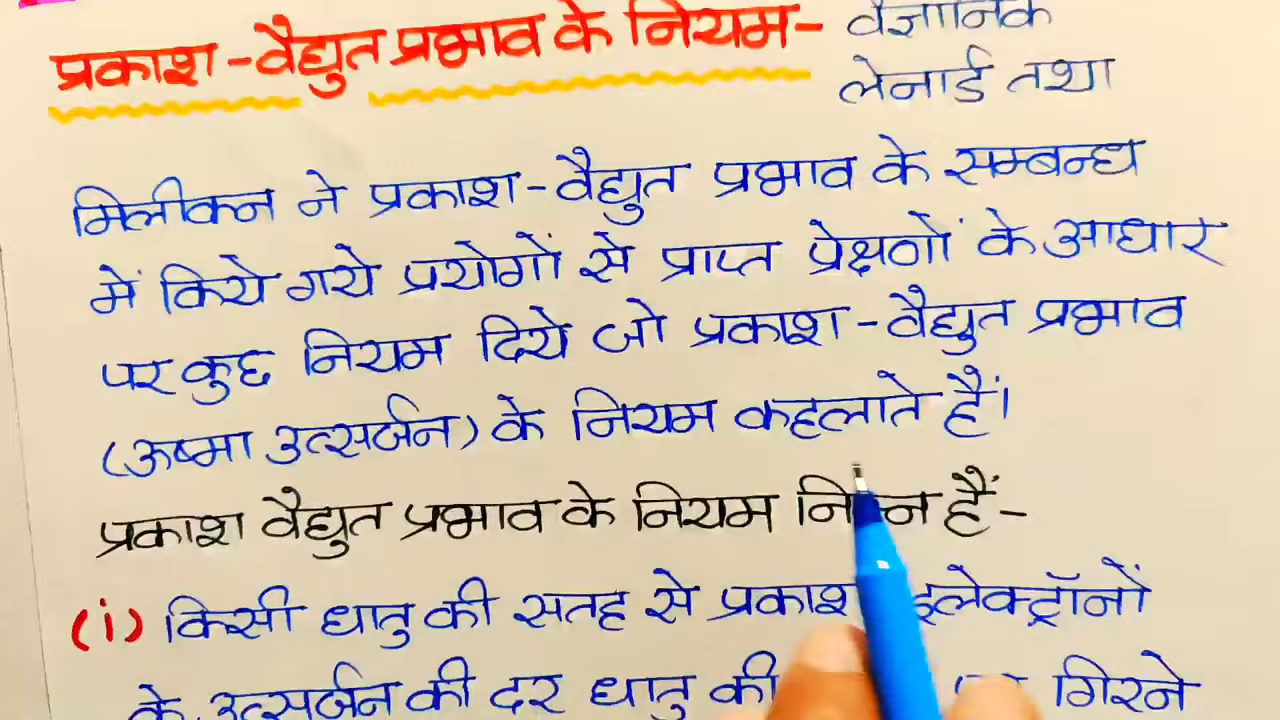 प्रकाश-वैद्युत प्रभाव के नियम- वैज्ञानिक
लेनार्ड तथा
मिलीकन ने प्रकाश-वैद्युत प्रभाव के सम्बन्ध
में किये गये प्रयोगों से प्राप्त प्रेक्षणों के आधार
पर कुछ नियम दिये जो प्रकाश-वैद्युत प्रभाव
(ऊष्मा उत्सर्जन) के नियम कहलाते हैं।
प्रकाश वैद्युत प्रभाव के नियम निम्न हैं-
(i) किसी धातु की सतह से प्रकाश इलेक्ट्रॉनों
के उत्सर्जन की दर धातु की गिरने